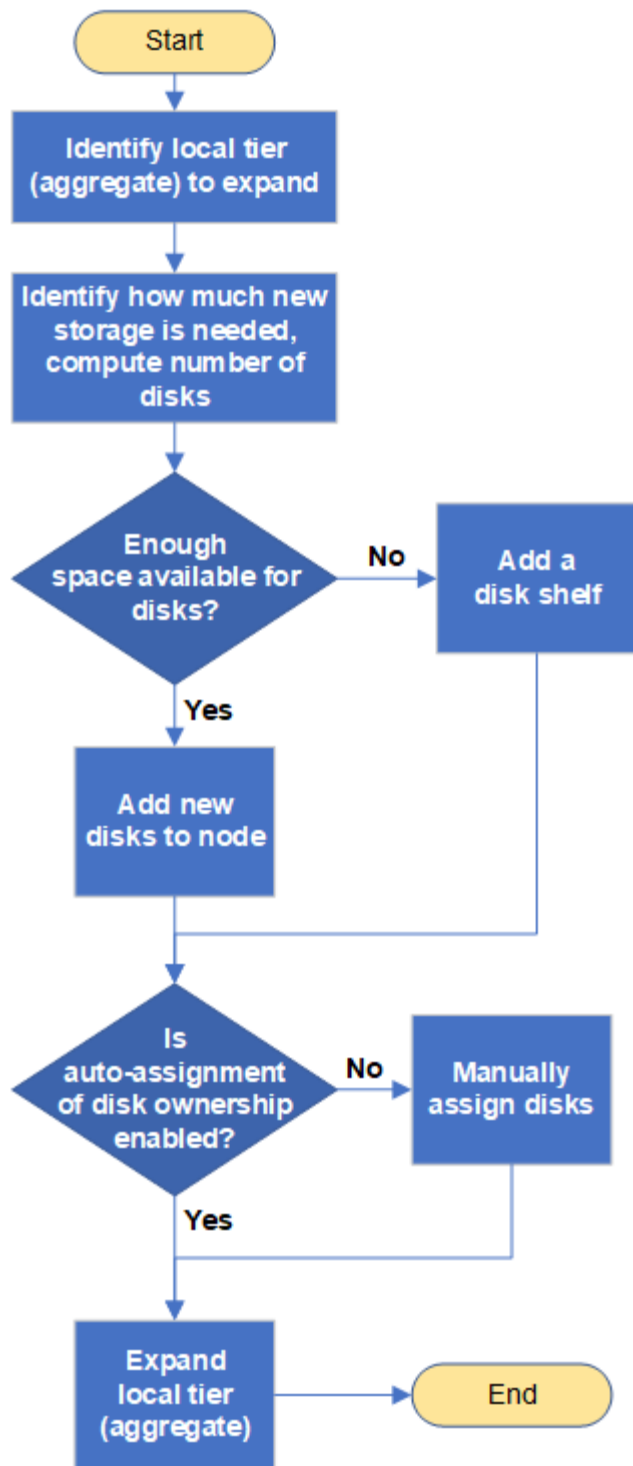 Start
Identify local tier
(aggregate) to expand
Identify how much new
storage is needed,
compute number of
disks
Enough
space available for
disks?
No
Add a
disk shelf
Yes
Add new
disks to node
Is
auto-assignment
of disk ownership
enabled?
No
Manually
assign disks
Yes
Expand
local tier
(aggregate)
End